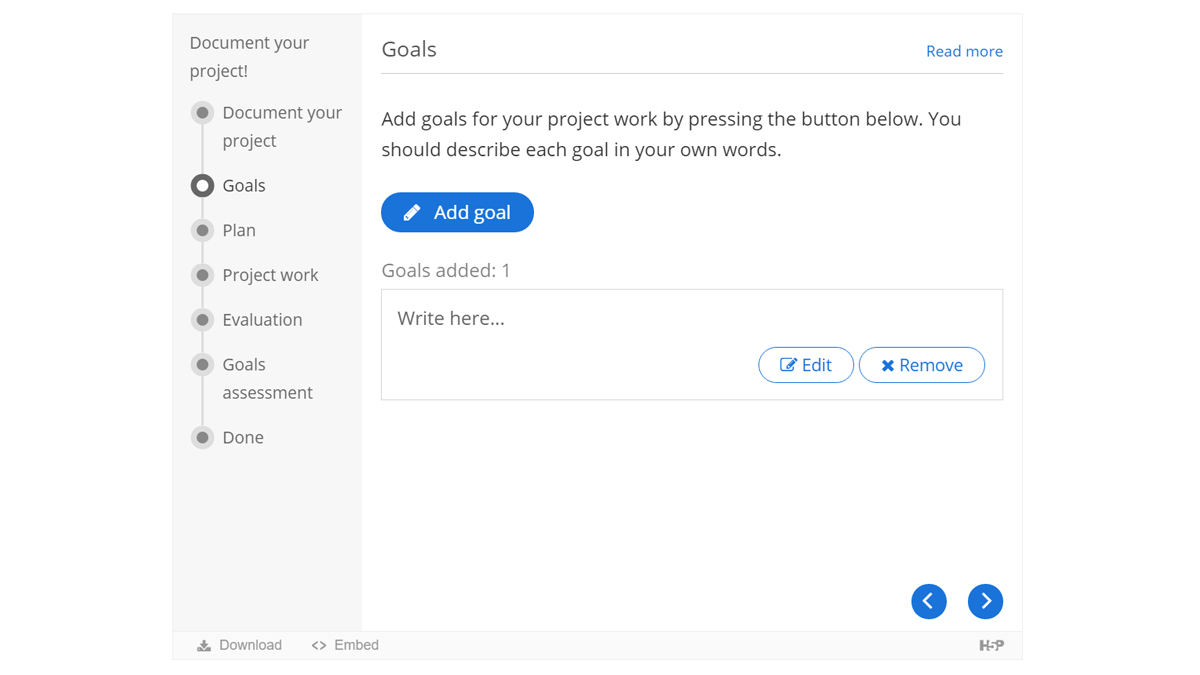 Document your
project!
Document your
project
Goals
Plan
Project work
Evaluation
Goals
assessment
Done
Goals
Read more
Add goals for your project work by pressing the button below. You
should describe each goal in your own words.
Add goal
Goals added: 1
Write here...
Edit
Remove
Download
Embed
H5P